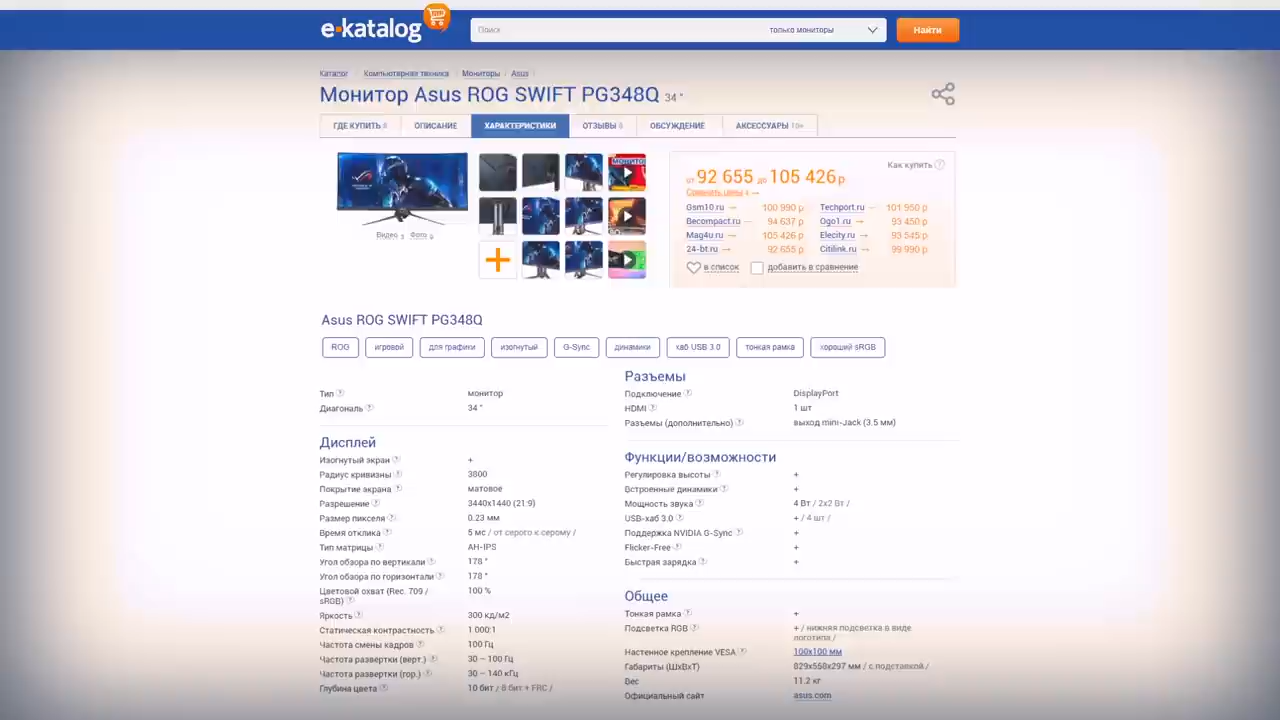 e-katalog
Поиск только мониторы Найти
Каталог / Компьютерная техника / Мониторы / Asus /
Монитор Asus ROG SWIFT PG348Q 34 "
ГДЕ КУПИТЬ 8 ОПИСАНИЕ ХАРАКТЕРИСТИКИ ОТЗЫВЫ 8 ОБСУЖДЕНИЕ АКСЕССУАРЫ 10+
Видео 3 Фото 9
Как купить ?
от 92 655 до 105 426 р
Сравнить цены →
Gsm10.ru → 100 990 р Techport.ru → 101 950 р
Becompact.ru → 94 637 р Ogo1.ru → 93 450 р
Mag4u.ru → 105 426 р Elecity.ru → 93 545 р
24-bt.ru → 92 655 р Citilink.ru → 99 990 р
в список добавить в сравнение
Asus ROG SWIFT PG348Q
ROG игровой для графики изогнутый G-Sync динамики хаб USB 3.0 тонкая рамка хороший sRGB
Тип ? монитор
Диагональ ? 34 "
Дисплей
Изогнутый экран ? +
Радиус кривизны ? 3800
Покрытие экрана ? матовое
Разрешение ? 3440x1440 (21:9)
Размер пикселя ? 0.23 мм
Время отклика ? 5 мс / от серого к серому /
Тип матрицы ? AH-IPS
Угол обзора по вертикали ? 178 °
Угол обзора по горизонтали ? 178 °
Цветовой охват (Rec. 709 / 100 %
sRGB) ?
Яркость ? 300 кд/м2
Статическая контрастность ? 1 000:1
Частота смены кадров ? 100 Гц
Частота развертки (верт.) ? 30 – 100 Гц
Частота развертки (гор.) ? 30 – 140 кГц
Глубина цвета ? 10 бит / 8 бит + FRC /
Разъемы
Подключение ? DisplayPort
HDMI ? 1 шт
Разъемы (дополнительно) ? выход mini-Jack (3.5 мм)
Функции/возможности
Регулировка высоты ? +
Встроенные динамики ? +
Мощность звука ? 4 Вт / 2x2 Вт /
USB-хаб 3.0 ? + / 4 шт /
Поддержка NVIDIA G-Sync ? +
Flicker-Free ? +
Быстрая зарядка ? +
Общее
Тонкая рамка ? +
Подсветка RGB ? + / нижняя подсветка в виде
логотипа /
Настенное крепление VESA ? 100x100 мм
Габариты (ШхВхТ) 829x558x297 мм / с подставкой /
Вес 11.2 кг
Официальный сайт asus.com